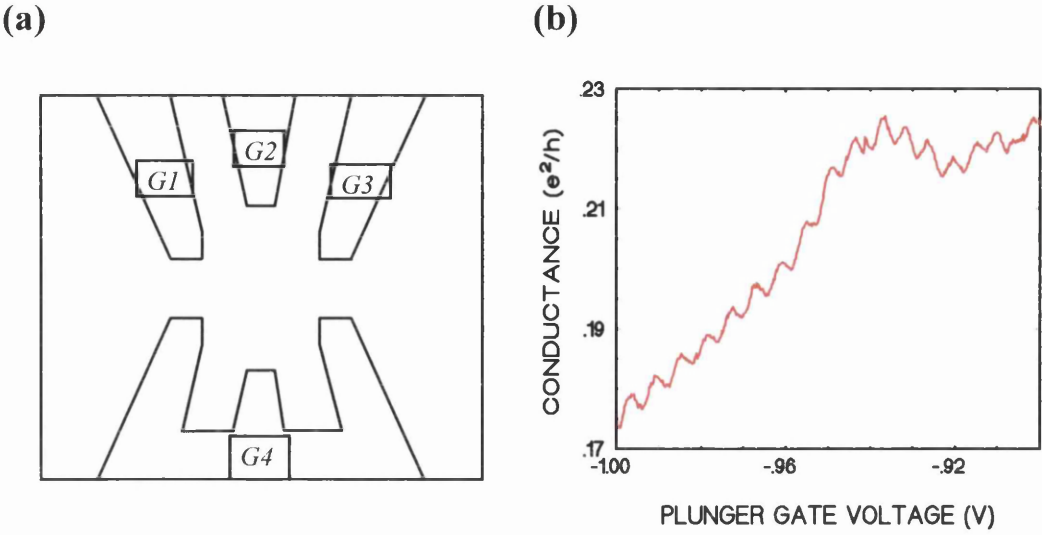 (a)
G1
G2
G3
G4
(b)
CONDUCTANCE (e²/h)
.23
.21
.19
.17
-1.00
-.96
-.92
PLUNGER GATE VOLTAGE (V)